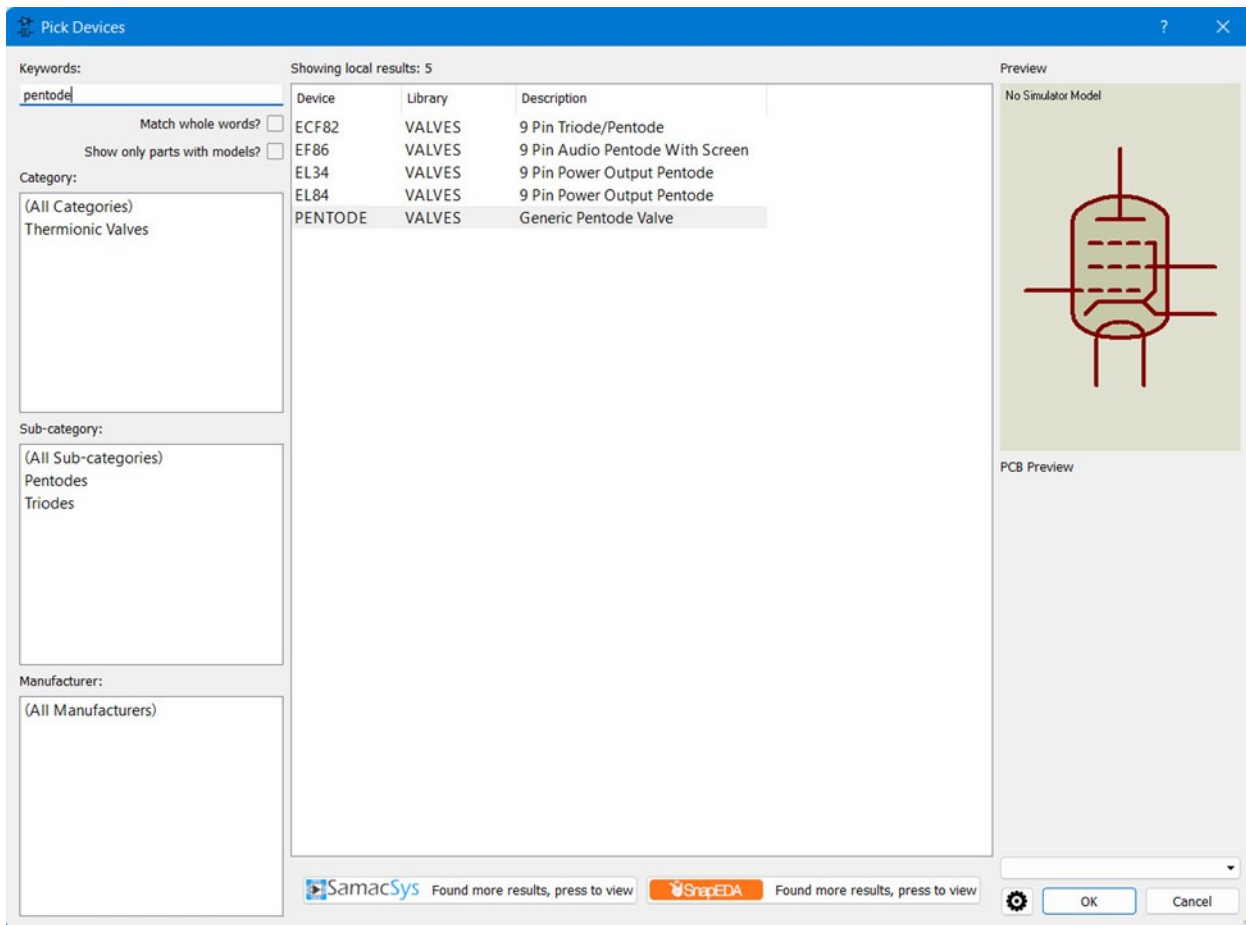 Pick Devices
Keywords:
pentode
Match whole words?
Show only parts with models?
Category:
(All Categories)
Thermionic Valves
Sub-category:
(All Sub-categories)
Pentodes
Triodes
Manufacturer:
(All Manufacturers)
Showing local results: 5
Device Library Description
ECF82 VALVES 9 Pin Triode/Pentode
EF86 VALVES 9 Pin Audio Pentode With Screen
EL34 VALVES 9 Pin Power Output Pentode
EL84 VALVES 9 Pin Power Output Pentode
PENTODE VALVES Generic Pentode Valve
SamacSys Found more results, press to view
SnapEDA Found more results, press to view
Preview
No Simulator Model
PCB Preview
OK Cancel